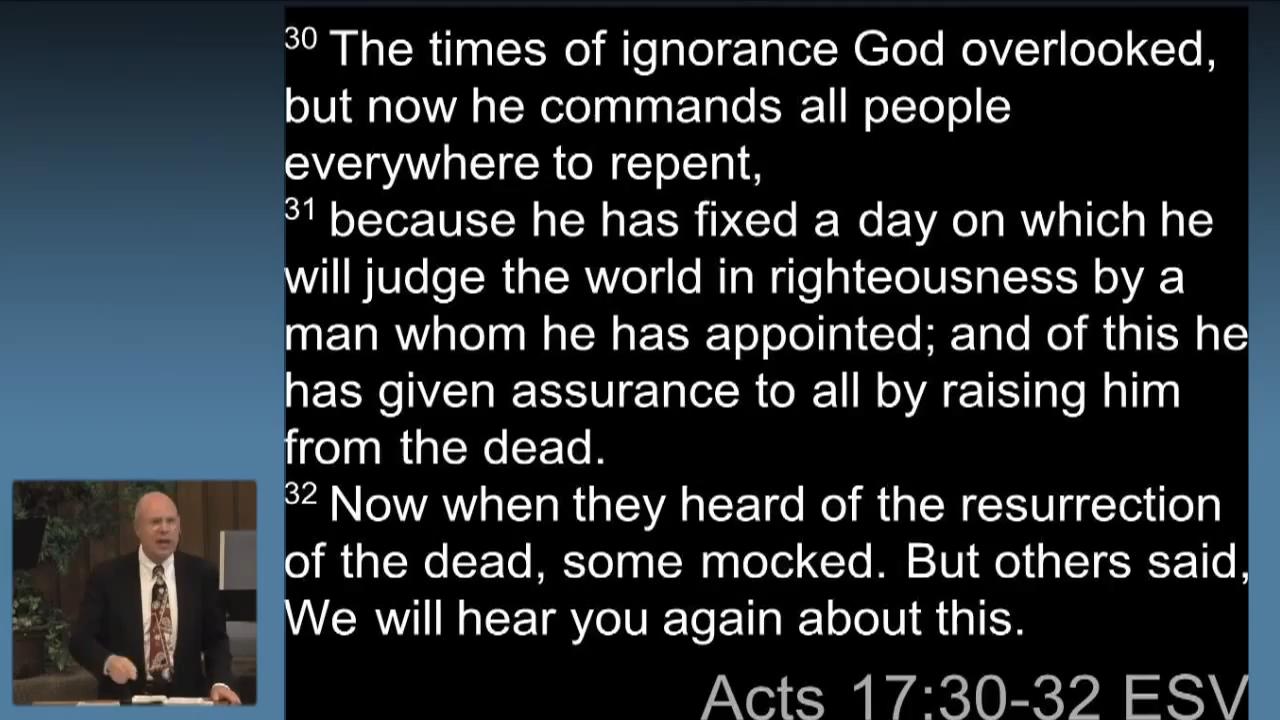 30 The times of ignorance God overlooked,
but now he commands all people
everywhere to repent,
31 because he has fixed a day on which he
will judge the world in righteousness by a
man whom he has appointed; and of this he
has given assurance to all by raising him
from the dead.
32 Now when they heard of the resurrection
of the dead, some mocked. But others said,
We will hear you again about this.
Acts 17:30-32 ESV